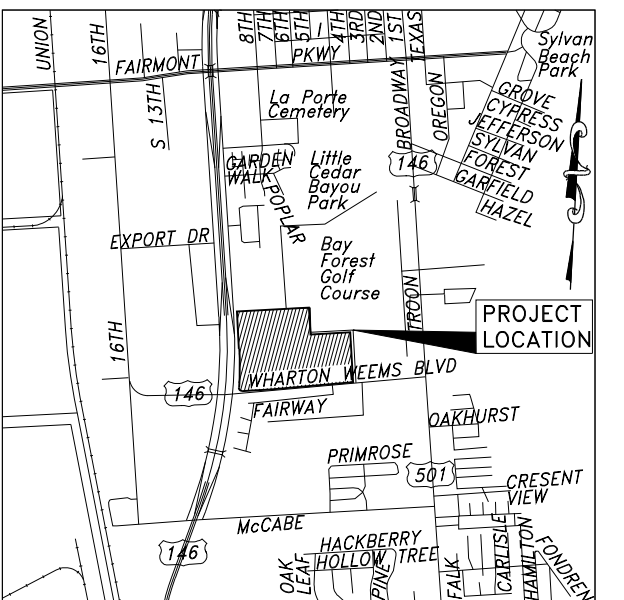 UNION
16TH
FAIRMONT
PKWY
8TH
7TH
6TH
5TH
1
4TH
3RD
2ND
1ST
TEXAS
Sylvan
Beach
Park
S 13TH
La Porte
Cemetery
BROADWAY
OREGON
GROVE
CYPRESS
JEFFERSON
SYLVAN
FOREST
GARFIELD
HAZEL
146
GARDEN
WALK
POPLAR
Little
Cedar
Bayou
Park
EXPORT DR
Bay
Forest
Golf
Course
TROON
PROJECT
LOCATION
16TH
WHARTON WEEMS BLVD
146
FAIRWAY
OAKHURST
PRIMROSE
501
CRESENT
VIEW
McCABE
146
HACKBERRY
HOLLOW TREE
OAK
LEAF
PINE
FALK
CARLISLE
HAMILTON
FONDREN